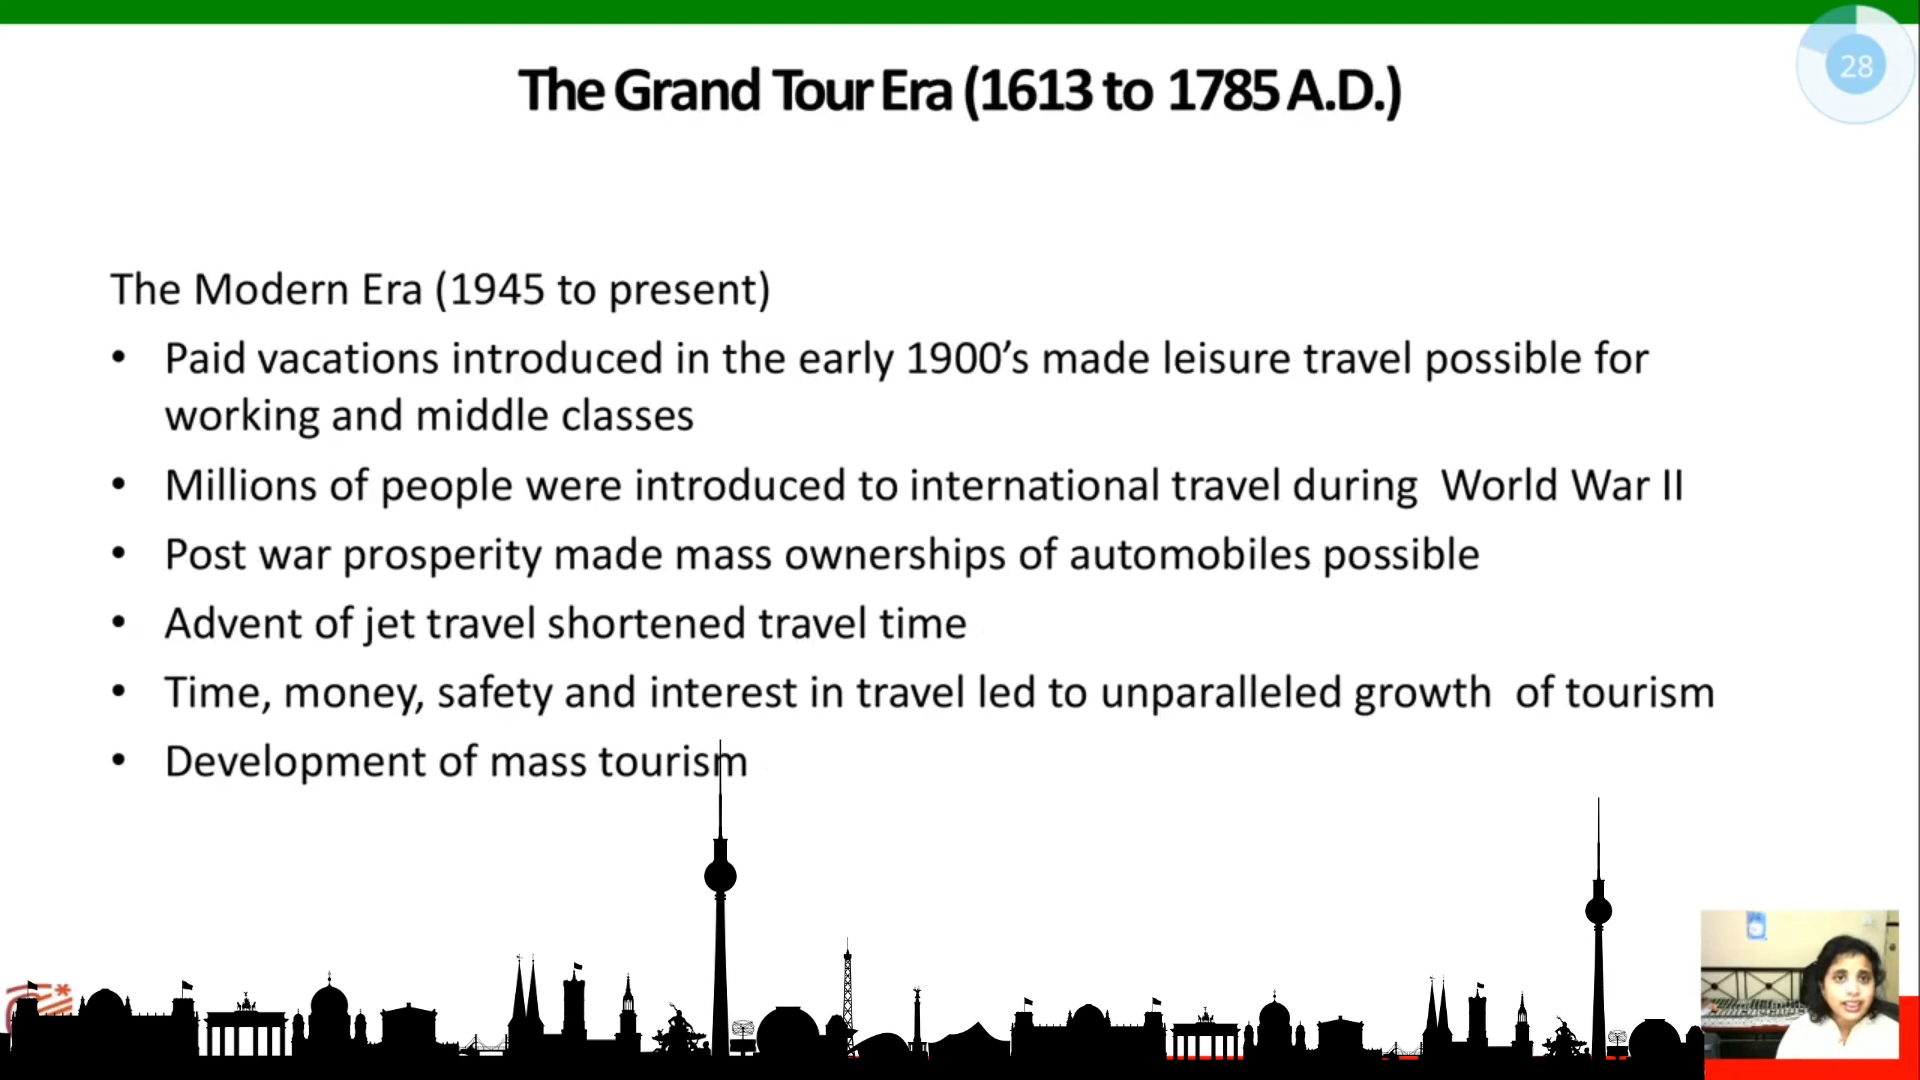 The Grand Tour Era (1613 to 1785 A.D.)
28
The Modern Era (1945 to present)
• Paid vacations introduced in the early 1900’s made leisure travel possible for
working and middle classes
• Millions of people were introduced to international travel during World War II
• Post war prosperity made mass ownerships of automobiles possible
• Advent of jet travel shortened travel time
• Time, money, safety and interest in travel led to unparalleled growth of tourism
• Development of mass tourism